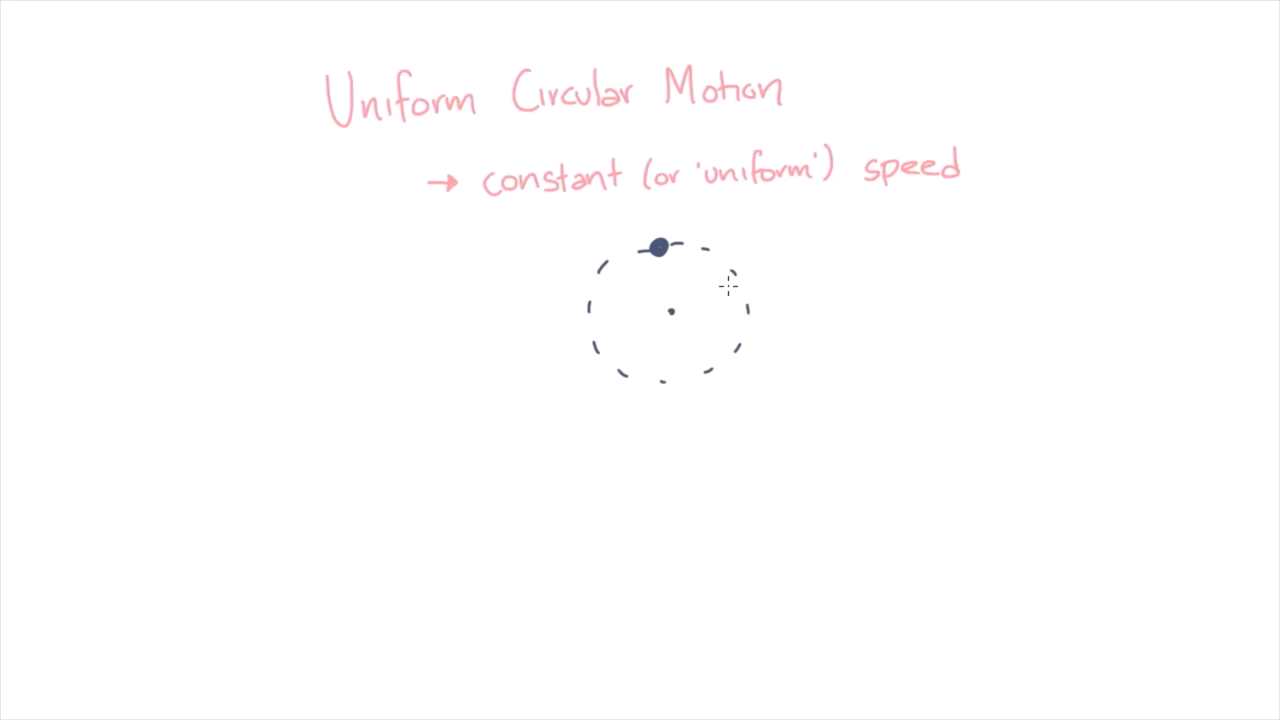 Uniform Circular Motion
→ constant (or 'uniform') speed